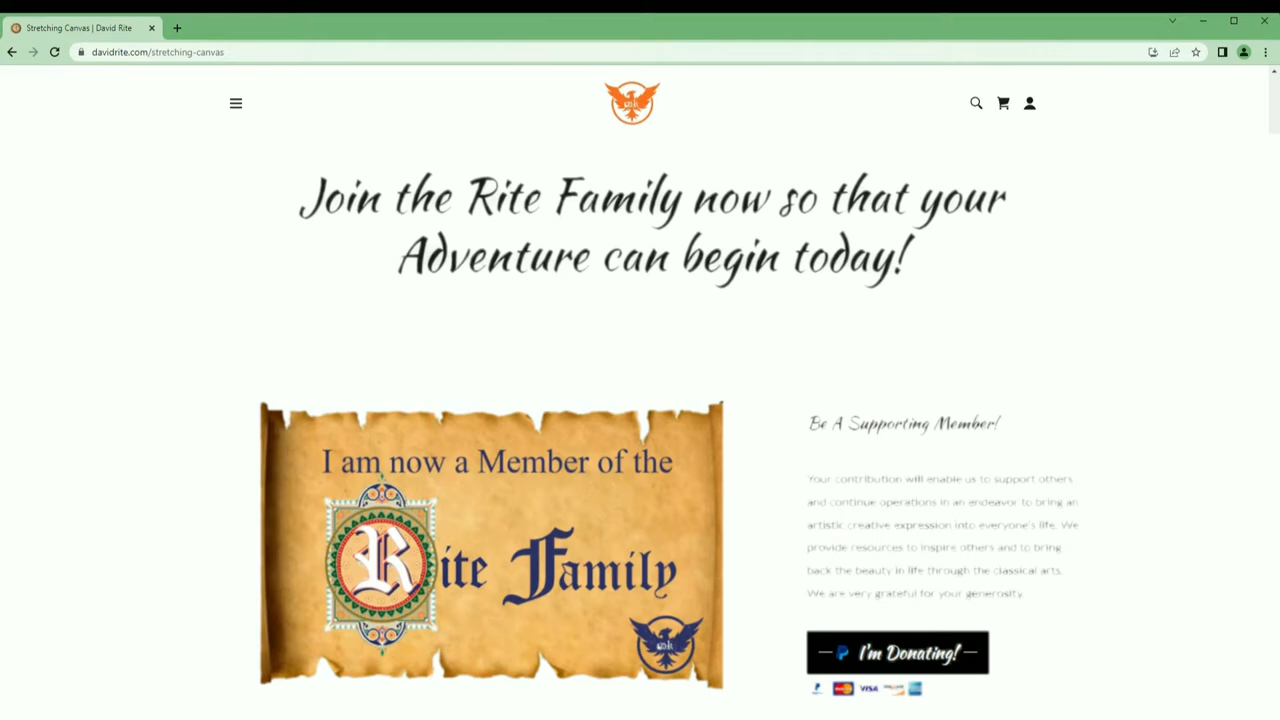 Stretching Canvas | David Rite
davidrite.com/stretching-canvas
Join the Rite Family now so that your
Adventure can begin today!
I am now a Member of the
Rite Family
Be A Supporting Member!
Your contribution will enable us to support others
and continue operations in an endeavor to bring an
artistic creative expression into everyone's life. We
provide resources to inspire others and to bring
back the beauty in life through the classical arts.
We are very grateful for your generosity.
I'm Donating!
VISA